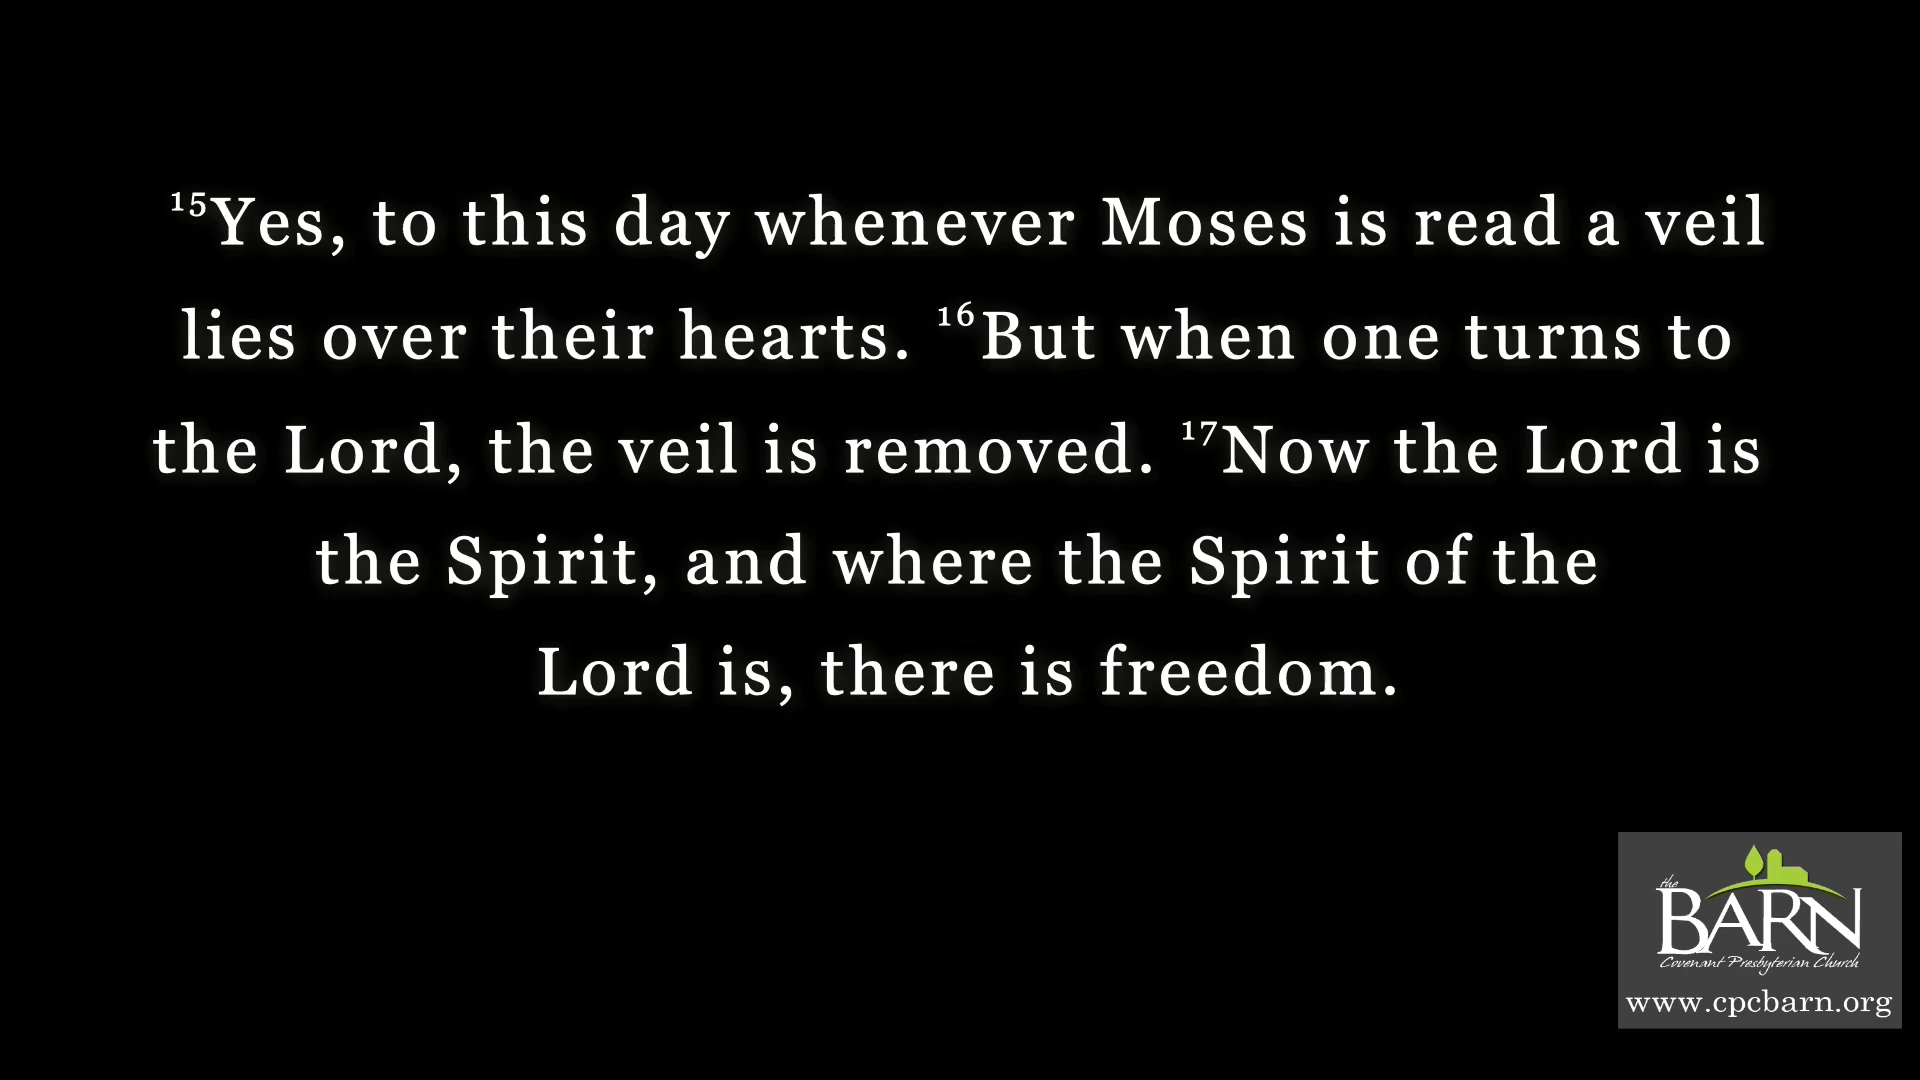 ¹⁵Yes, to this day whenever Moses is read a veil
lies over their hearts. ¹⁶But when one turns to
the Lord, the veil is removed. ¹⁷Now the Lord is
the Spirit, and where the Spirit of the
Lord is, there is freedom.
the
BARN
Covenant Presbyterian Church
www.cpcbarn.org